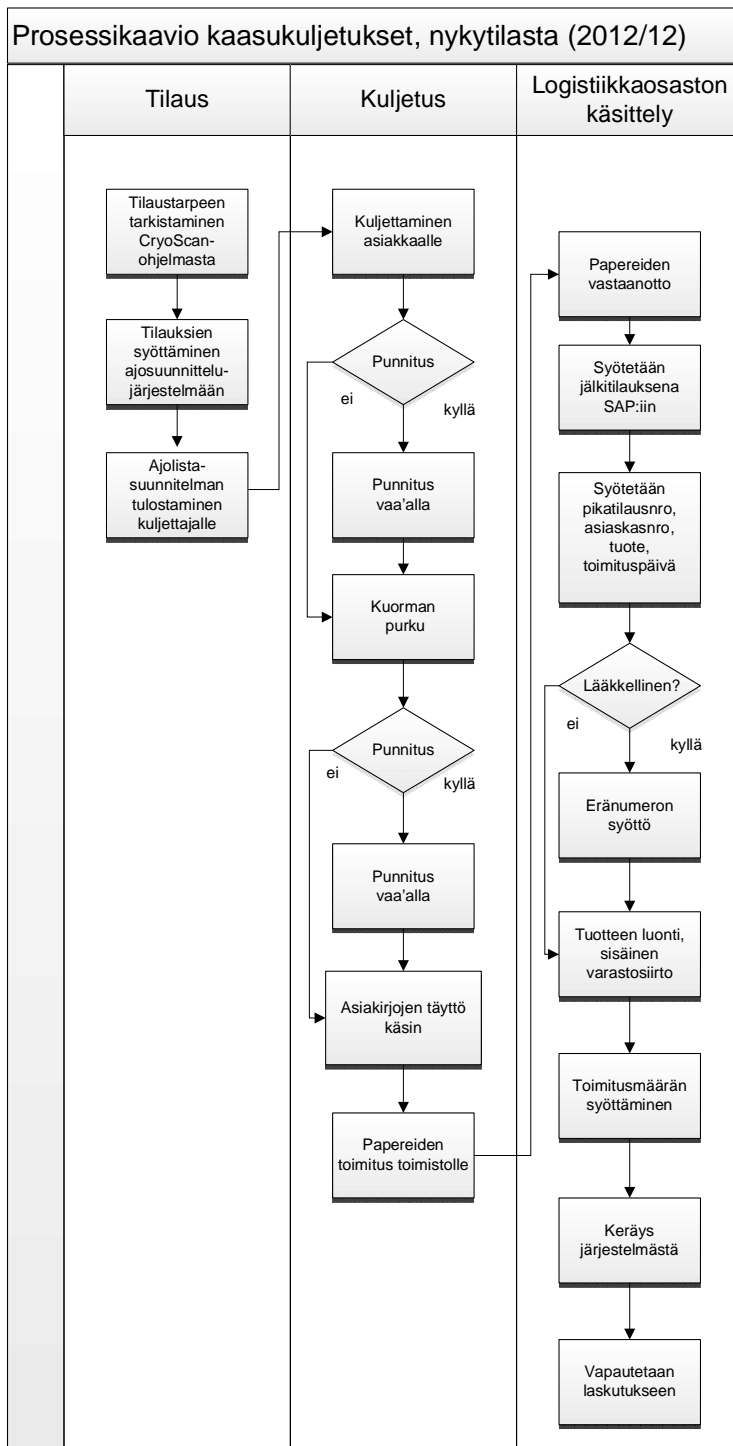 Prosessikaavio kaasukuljetukset, nykytilasta (2012/12)
Tilaus
Kuljetus
Logistiikkaosaston
käsittely
Tilaustarpeen
tarkistaminen
CryoScan-
ohjelmasta
Tilauksien
syöttäminen
ajosuunnittelu-
järjestelmään
Ajolista-
suunnitelman
tulostaminen
kuljettajalle
Kuljettaminen
asiakkaalle
Punnitus
ei
kyllä
Punnitus
vaa'alla
Kuorman
purku
Punnitus
ei
kyllä
Punnitus
vaa'alla
Asiakirjojen täyttö
käsin
Papereiden
toimitus toimistolle
Papereiden
vastaanotto
Syötetään
jälkitilauksena
SAP:iin
Syötetään
pikatilausnro,
asiaskasnro,
tuote,
toimituspäivä
Lääkkellinen?
ei
kyllä
Eränumeron
syöttö
Tuotteen luonti,
sisäinen
varastosiirto
Toimitusmäärän
syöttäminen
Keräys
järjestelmästä
Vapautetaan
laskutukseen